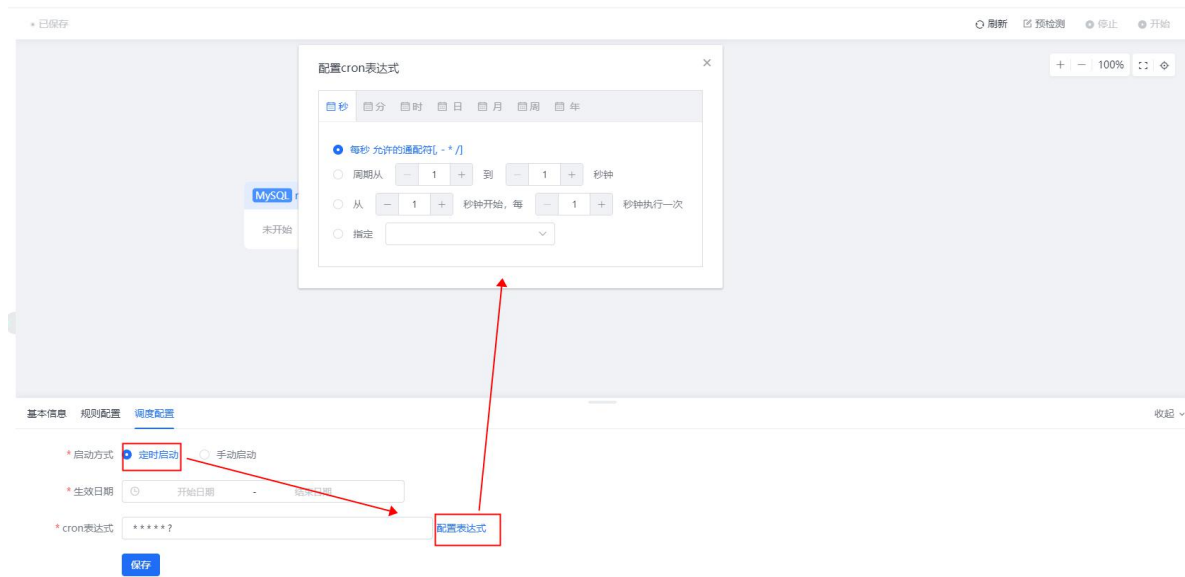 * 已保存
刷新 预检测 停止 开始
配置cron表达式
100%
秒 分 时 日 月 周 年
每秒 允许的通配符[, - * /]
周期从 - 1 + 到 - 1 + 秒钟
MySQL
从 - 1 + 秒钟开始, 每 - 1 + 秒钟执行一次
未开始
指定
基本信息 规则配置 调度配置
收起
* 启动方式 定时启动 手动启动
* 生效日期 开始日期 - 结束日期
* cron表达式 * * * * * ? 配置表达式
保存